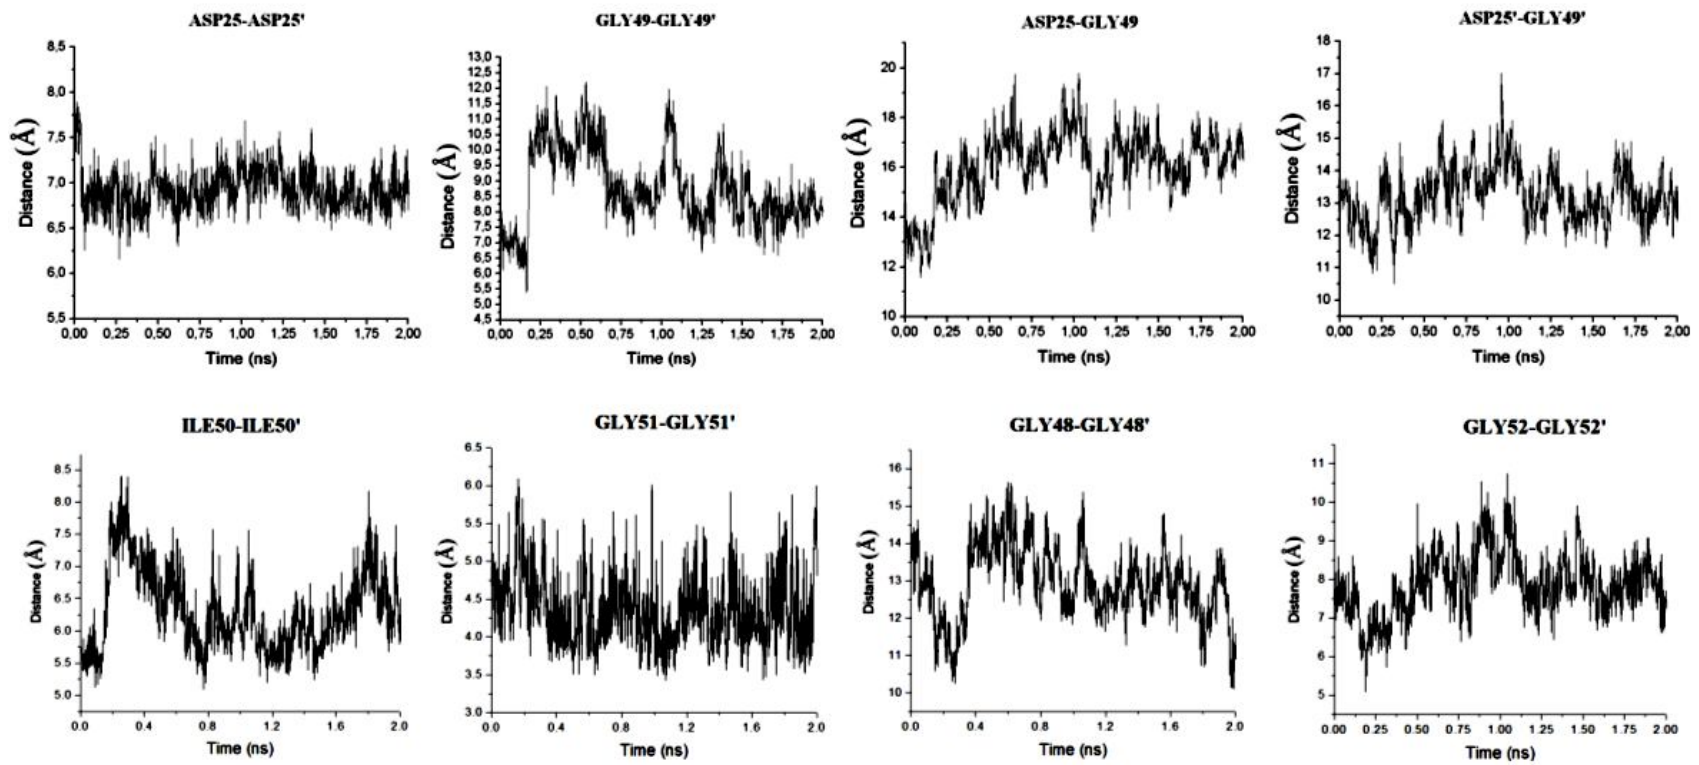 ASP25-ASP25'
Distance (Å)
8,5
8,0
7,5
7,0
6,5
6,0
5,5
0,00 0,25 0,50 0,75 1,00 1,25 1,50 1,75 2,00
Time (ns)
GLY49-GLY49'
Distance (Å)
13,0
12,5
12,0
11,5
11,0
10,5
10,0
9,5
9,0
8,5
8,0
7,5
7,0
6,5
6,0
5,5
5,0
4,5
0,00 0,25 0,50 0,75 1,00 1,25 1,50 1,75 2,00
Time (ns)
ASP25-GLY49
Distance (Å)
20
18
16
14
12
10
0,00 0,25 0,50 0,75 1,00 1,25 1,50 1,75 2,00
Time (ns)
ASP25'-GLY49'
Distance (Å)
18
17
16
15
14
13
12
11
10
0,00 0,25 0,50 0,75 1,00 1,25 1,50 1,75 2,00
Time (ns)
ILE50-ILE50'
Distance (Å)
8.5
8.0
7.5
7.0
6.5
6.0
5.5
5.0
0.0 0.4 0.8 1.2 1.6 2.0
Time (ns)
GLY51-GLY51'
Distance (Å)
6.5
6.0
5.5
5.0
4.5
4.0
3.5
3.0
0.0 0.4 0.8 1.2 1.6 2.0
Time (ns)
GLY48-GLY48'
Distance (Å)
16
15
14
13
12
11
10
0.0 0.4 0.8 1.2 1.6 2.0
Time (ns)
GLY52-GLY52'
Distance (Å)
11
10
9
8
7
6
5
0.00 0.25 0.50 0.75 1.00 1.25 1.50 1.75 2.00
Time (ns)